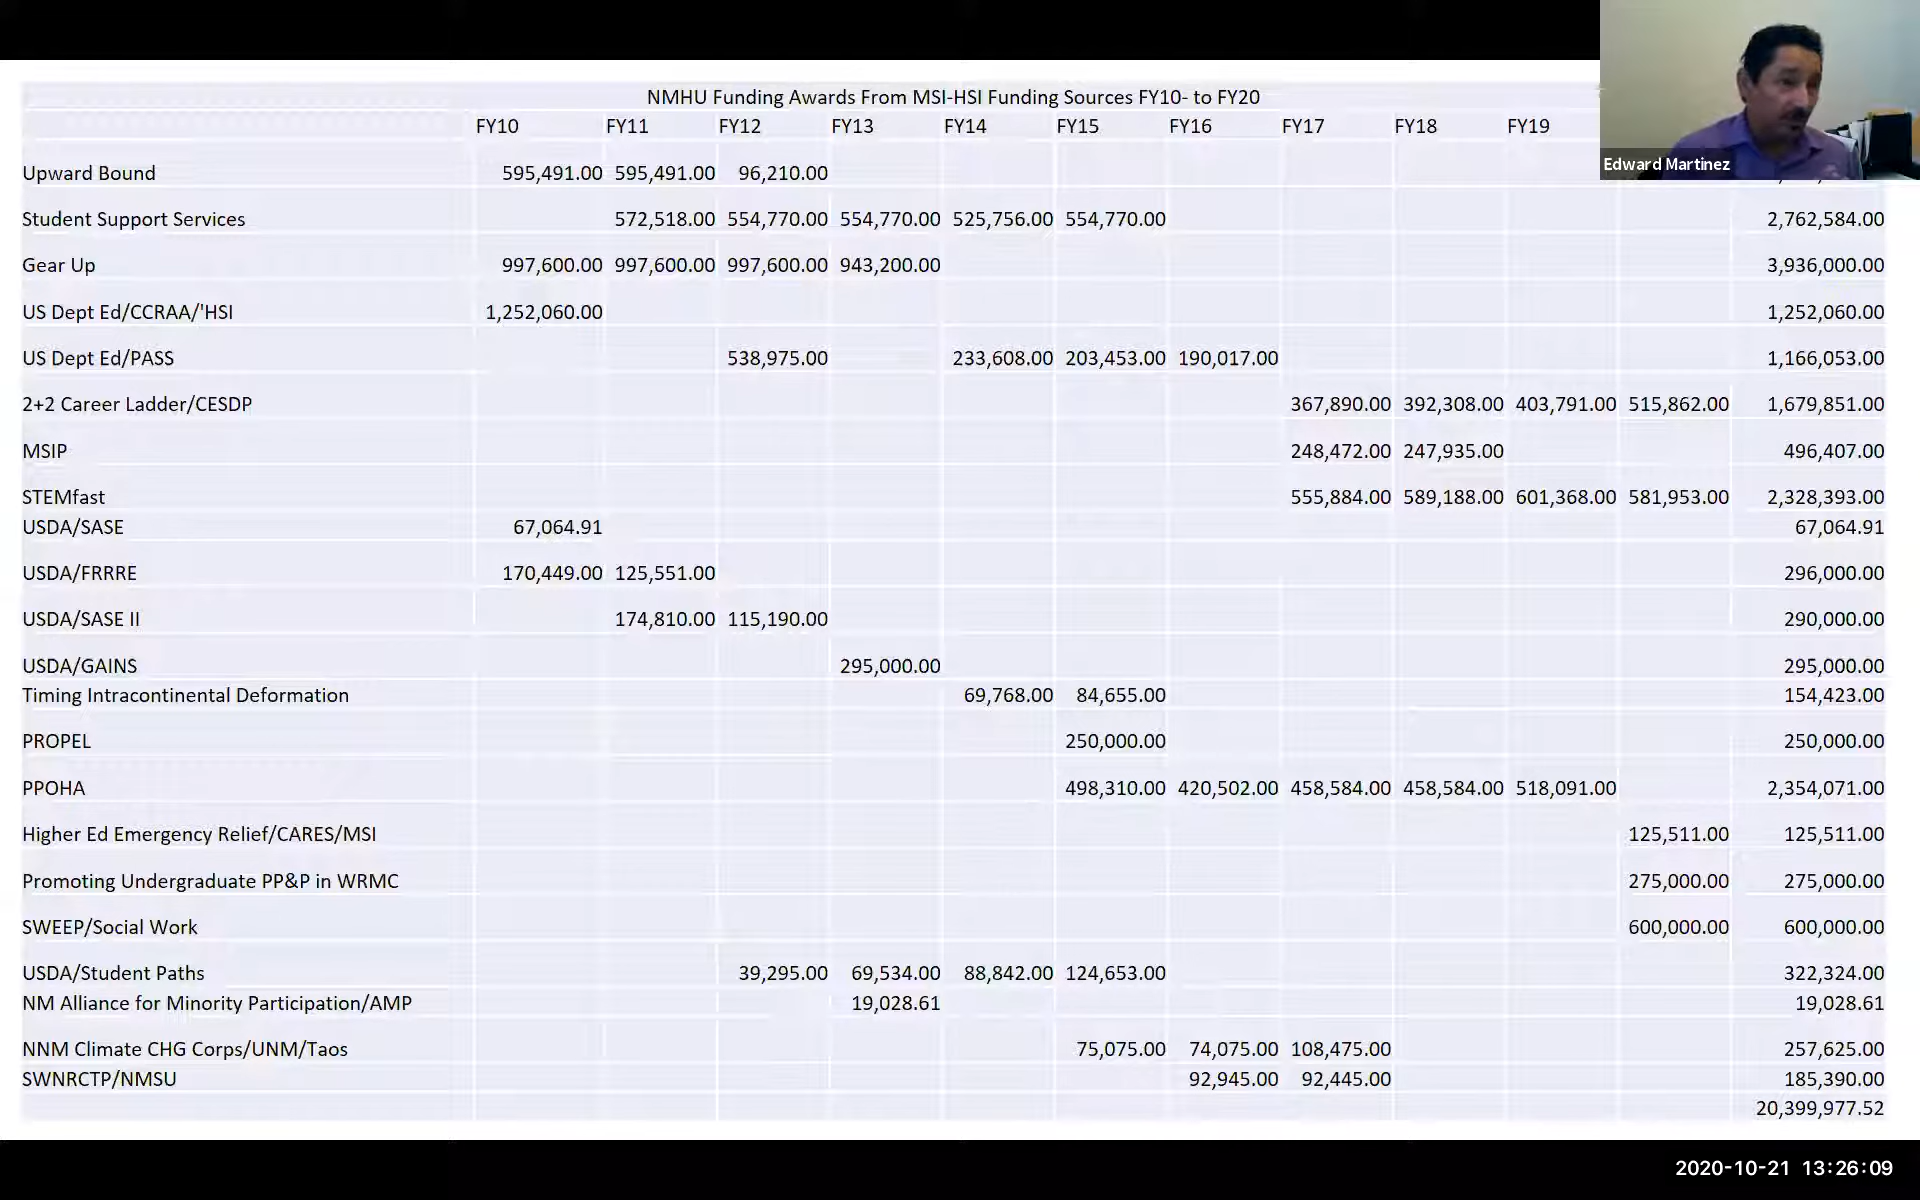 NMHU Funding Awards From MSI-HSI Funding Sources FY10- to FY20
FY10 FY11 FY12 FY13 FY14 FY15 FY16 FY17 FY18 FY19
Edward Martinez
Upward Bound 595,491.00 595,491.00 96,210.00
Student Support Services 572,518.00 554,770.00 554,770.00 525,756.00 554,770.00 2,762,584.00
Gear Up 997,600.00 997,600.00 997,600.00 943,200.00 3,936,000.00
US Dept Ed/CCRAA/'HSI 1,252,060.00 1,252,060.00
US Dept Ed/PASS 538,975.00 233,608.00 203,453.00 190,017.00 1,166,053.00
2+2 Career Ladder/CESDP 367,890.00 392,308.00 403,791.00 515,862.00 1,679,851.00
MSIP 248,472.00 247,935.00 496,407.00
STEMfast 555,884.00 589,188.00 601,368.00 581,953.00 2,328,393.00
USDA/SASE 67,064.91 67,064.91
USDA/FRRRE 170,449.00 125,551.00 296,000.00
USDA/SASE II 174,810.00 115,190.00 290,000.00
USDA/GAINS 295,000.00 295,000.00
Timing Intracontinental Deformation 69,768.00 84,655.00 154,423.00
PROPEL 250,000.00 250,000.00
PPOHA 498,310.00 420,502.00 458,584.00 458,584.00 518,091.00 2,354,071.00
Higher Ed Emergency Relief/CARES/MSI 125,511.00 125,511.00
Promoting Undergraduate PP&P in WRMC 275,000.00 275,000.00
SWEEP/Social Work 600,000.00 600,000.00
USDA/Student Paths 39,295.00 69,534.00 88,842.00 124,653.00 322,324.00
NM Alliance for Minority Participation/AMP 19,028.61 19,028.61
NNM Climate CHG Corps/UNM/Taos 75,075.00 74,075.00 108,475.00 257,625.00
SWNRCTP/NMSU 92,945.00 92,445.00 185,390.00
20,399,977.52
2020-10-21 13:26:09